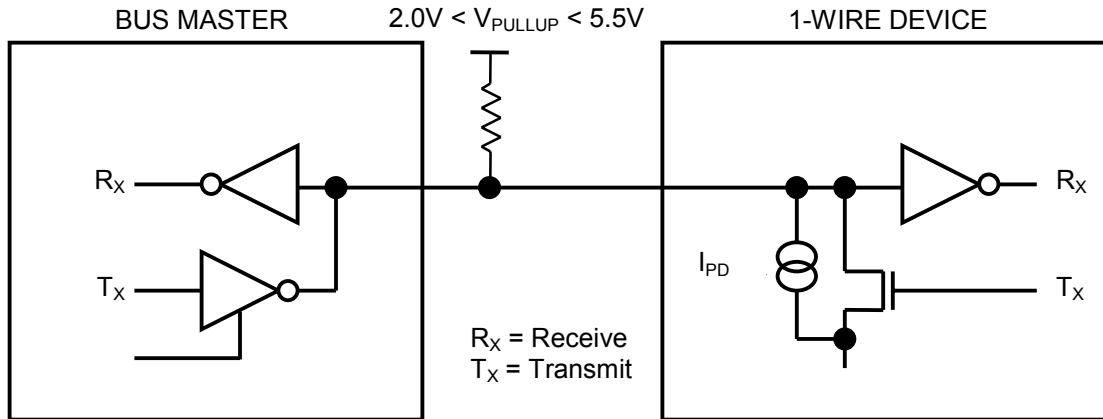 BUS MASTER
2.0V < V_PULLUP < 5.5V
1-WIRE DEVICE
R_X
R_X
T_X
I_PD
T_X
R_X = Receive
T_X = Transmit